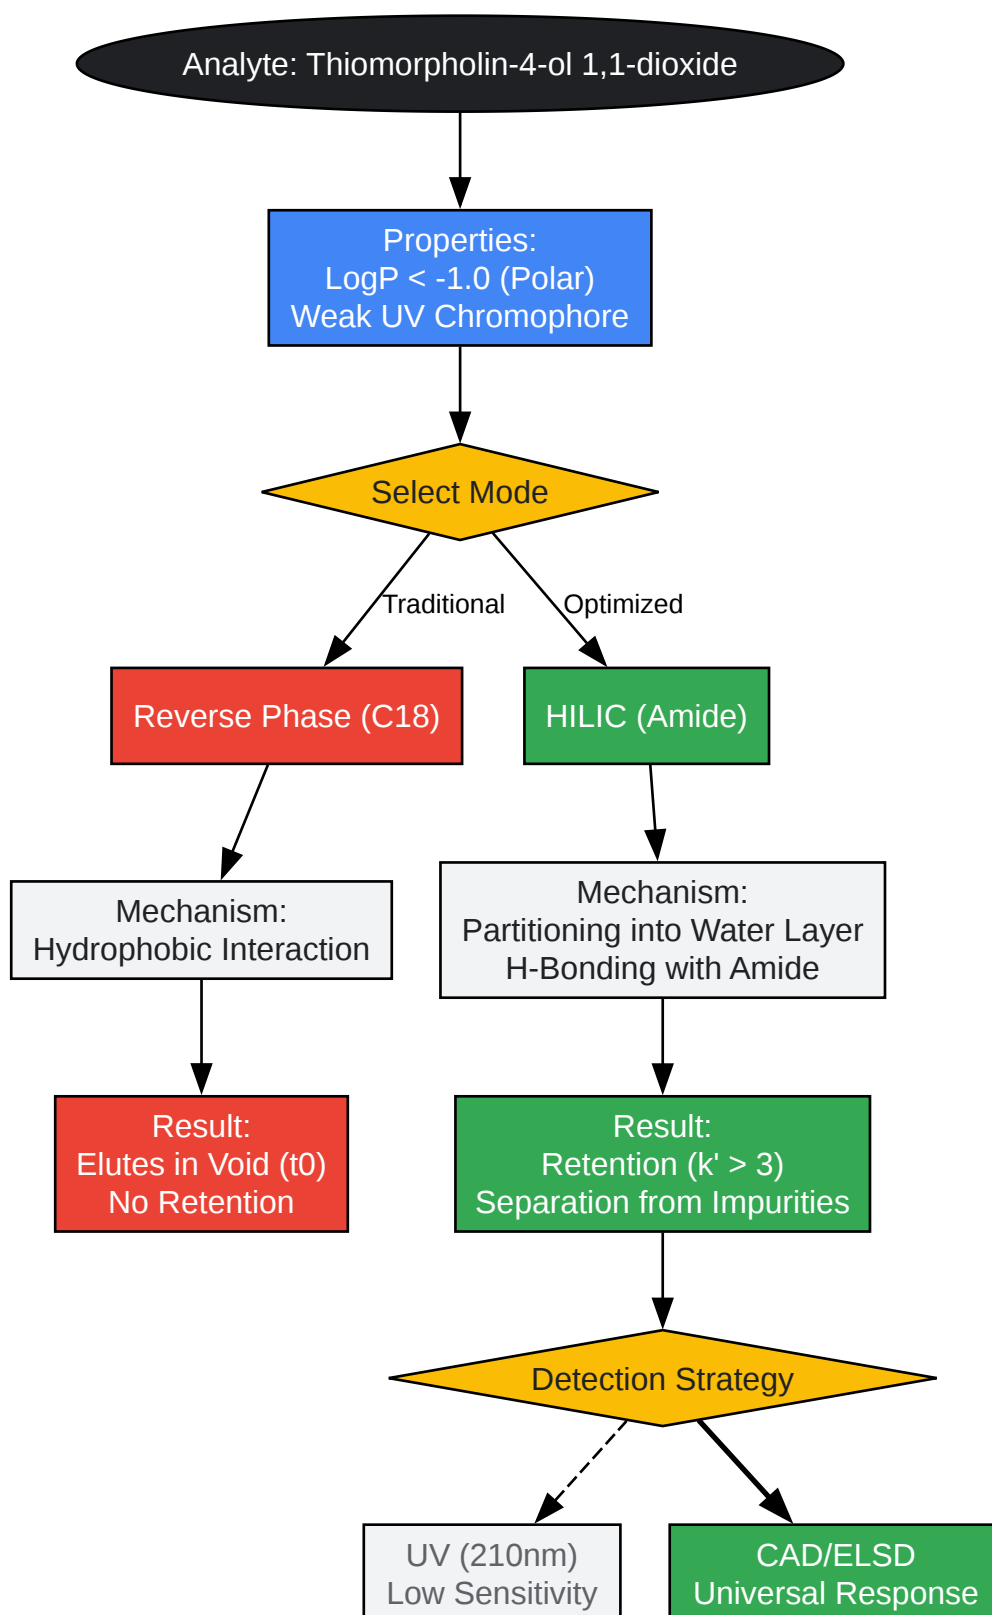 Analyte: Thiomorpholin-4-ol 1,1-dioxide
Properties:
LogP < -1.0 (Polar)
Weak UV Chromophore
Select Mode
Traditional
Optimized
Reverse Phase (C18)
HILIC (Amide)
Mechanism:
Hydrophobic Interaction
Mechanism:
Partitioning into Water Layer
H-Bonding with Amide
Result:
Elutes in Void (t0)
No Retention
Result:
Retention (k' > 3)
Separation from Impurities
Detection Strategy
UV (210nm)
Low Sensitivity
CAD/ELSD
Universal Response